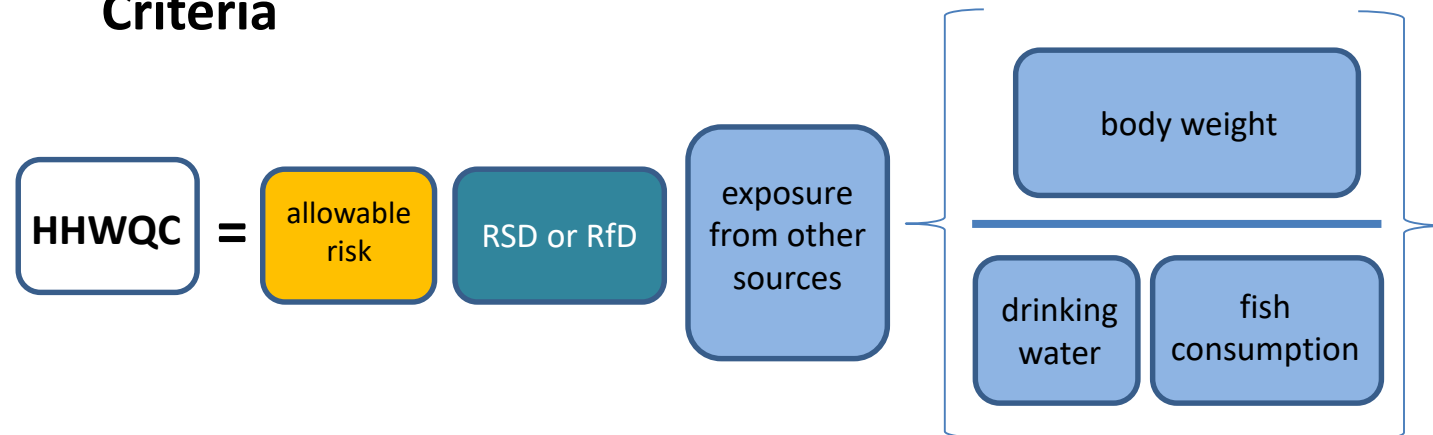 Criteria
HHWQC
=
allowable
risk
RSD or RfD
exposure
from other
sources
body weight
drinking
water
fish
consumption